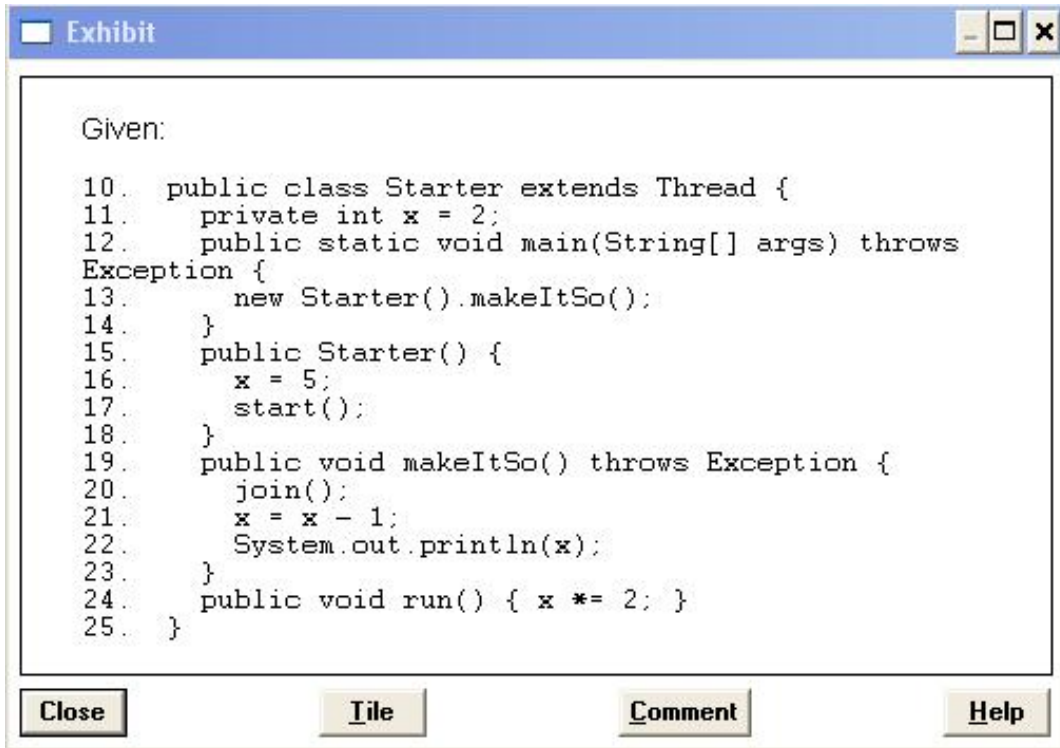 Exhibit
Given:
10.  public class Starter extends Thread {
11.    private int x = 2;
12.    public static void main(String[] args) throws
Exception {
13.      new Starter().makeItSo();
14.    }
15.    public Starter() {
16.      x = 5;
17.      start();
18.    }
19.    public void makeItSo() throws Exception {
20.      join();
21.      x = x - 1;
22.      System.out.println(x);
23.    }
24.    public void run() { x *= 2; }
25.  }
Close Tile Comment Help